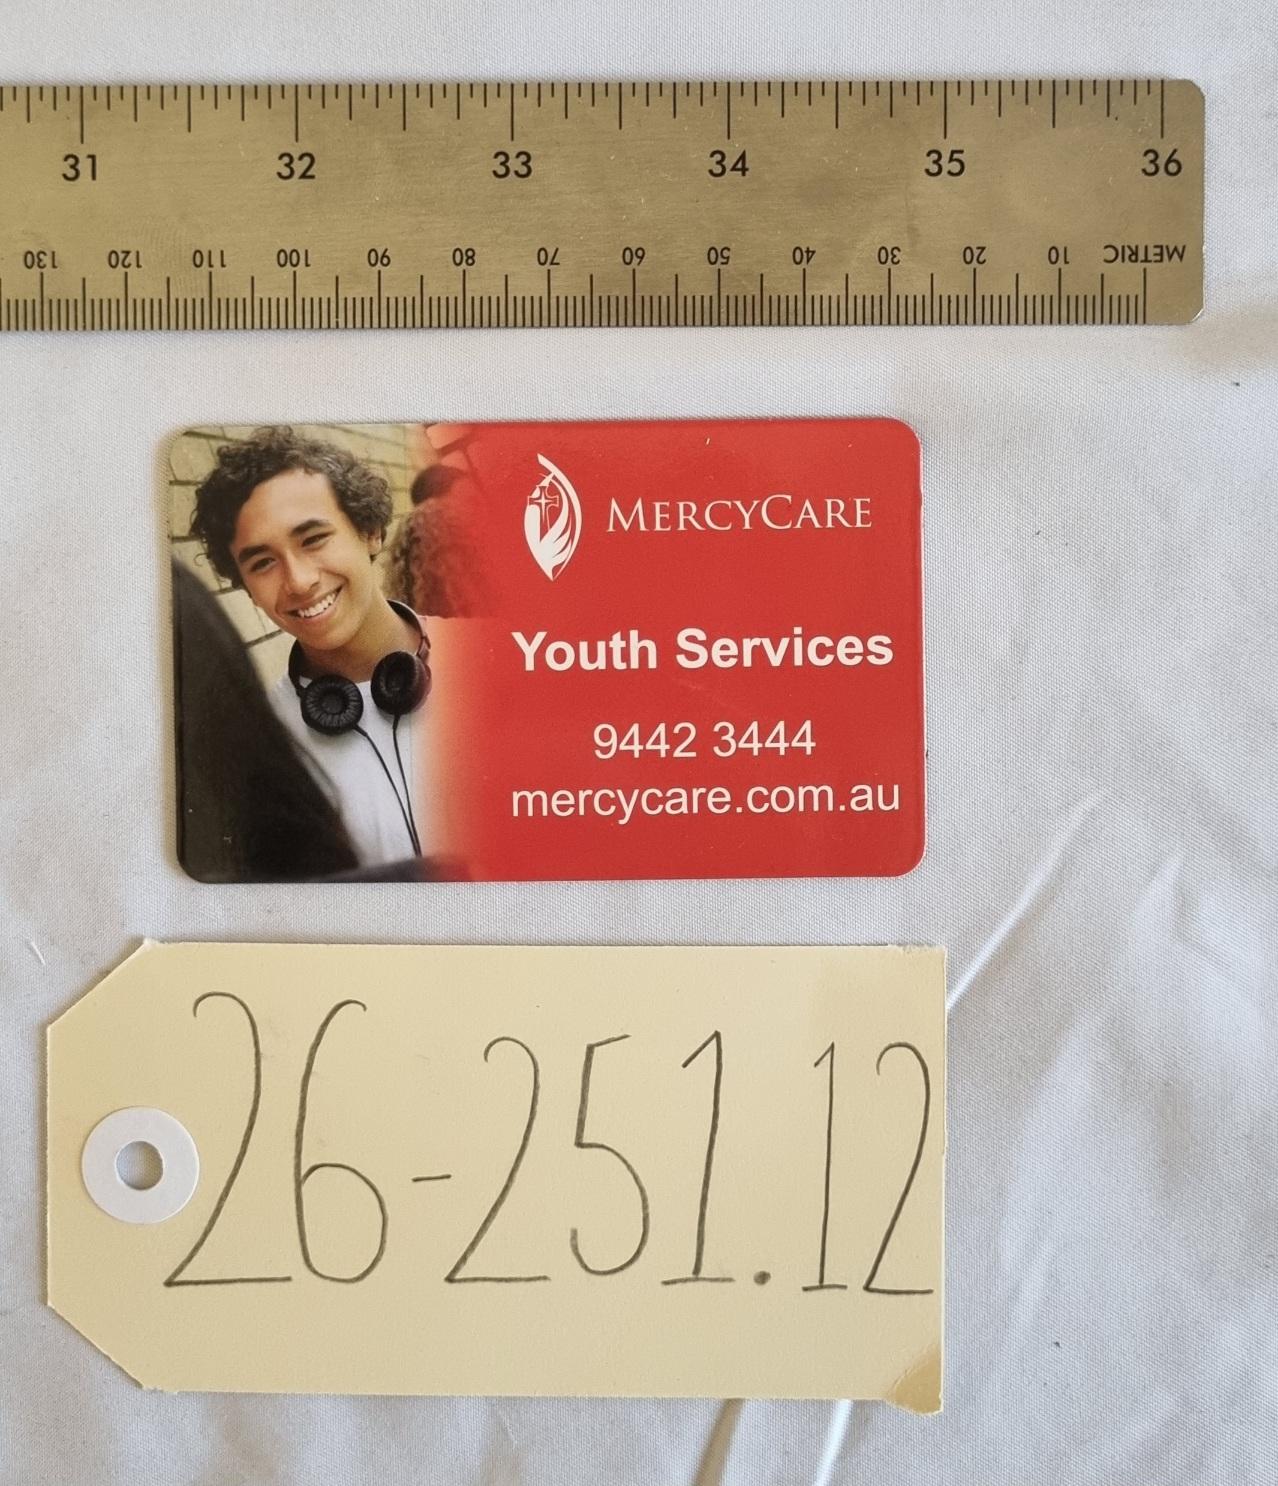 31 32 33 34 35 36
130 120 110 100 90 80 70 60 50 40 30 20 10 METRIC
MERCYCARE
Youth Services
9442 3444
mercycare.com.au
26-251.12